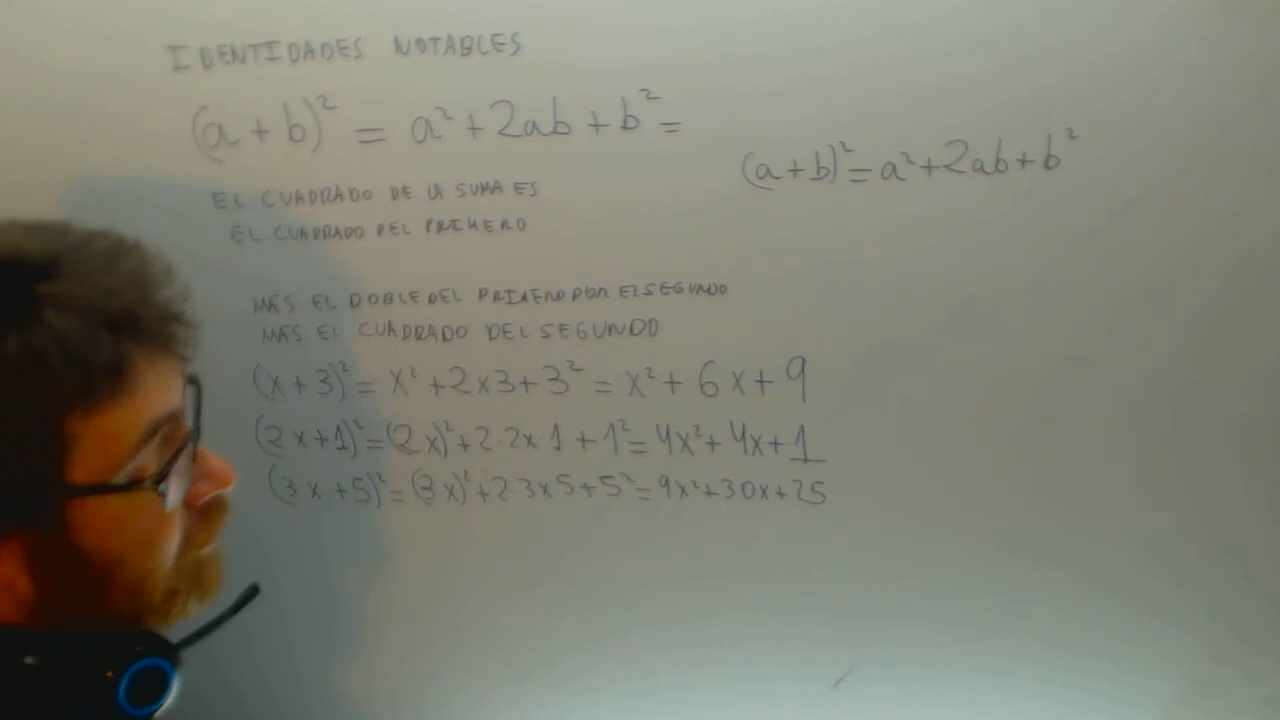 IDENTIDADES NOTABLES
(a + b)² = a² + 2ab + b² =
(a + b)² = a² + 2ab + b²
EL CUADRADO DE LA SUMA ES
EL CUADRADO DEL PRIMERO
MÁS EL DOBLE DEL PRIMERO POR EL SEGUNDO
MÁS EL CUADRADO DEL SEGUNDO
(x + 3)² = x² + 2x3 + 3² = x² + 6x + 9
(2x + 1)² = (2x)² + 2·2x·1 + 1² = 4x² + 4x + 1
(3x + 5)² = (3x)² + 2 3x 5 + 5² = 9x² + 30x + 25